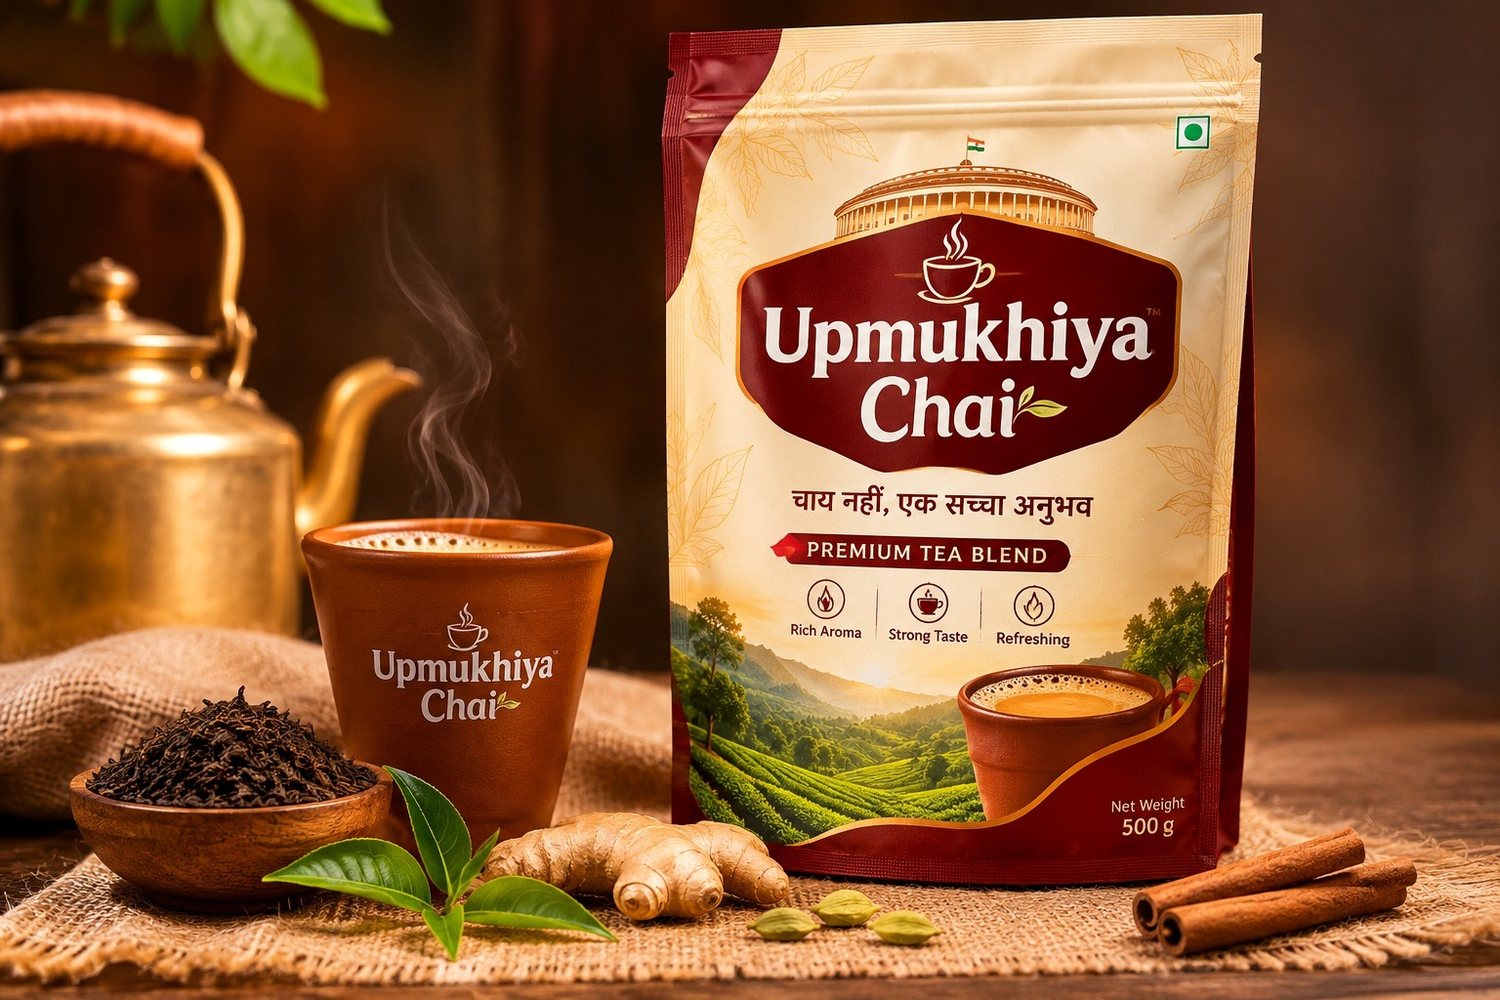 Upmukhiya™
Chai
चाय नहीं, एक सच्चा अनुभव
PREMIUM TEA BLEND
Rich Aroma
Strong Taste
Refreshing
Net Weight
500 g
Upmukhiya
Chai